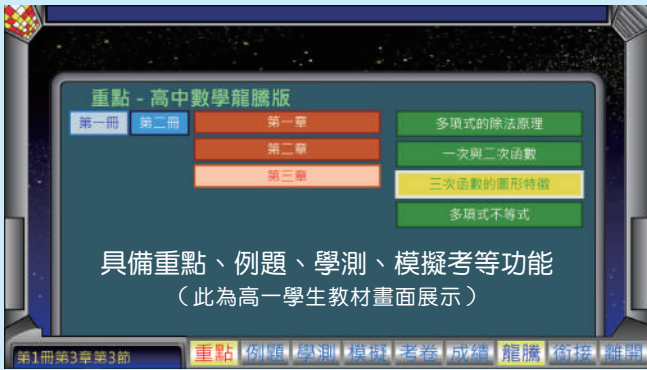 重點 - 高中數學龍騰版
第一冊 第二冊 第一章 多項式的除法原理
第二章 一次與二次函數
第三章 三次函數的圖形特徵
多項式不等式
具備重點、例題、學測、模擬考等功能
(此為高一學生教材畫面展示)
第1冊第3章第3節 重點 例題 學測 模擬 考卷 成績 龍騰 銜接 離開